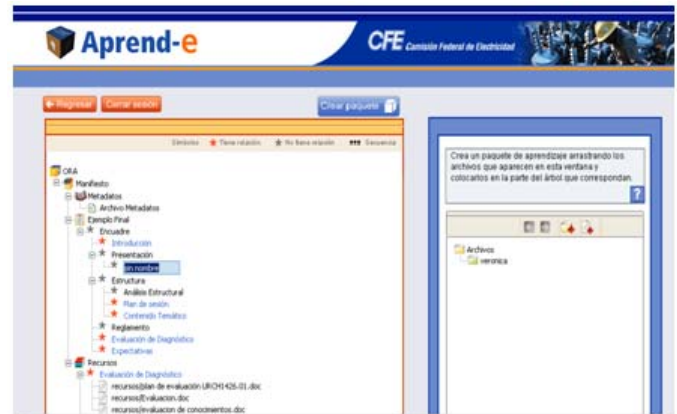 Aprend-e
CFE Comisión Federal de Electricidad
Regresar
Cerrar sesión
Crear paquete
Símbolos Tiene relación No tiene relación Secuencia
ORA
Manifiesto
Metadatos
Archivo Metadatos
Ejemplo Final
Encuadre
Introducción
Presentación
sin nombre
Estructura
Análisis Estructural
Plan de sesión
Contenido Temático
Reglamento
Evaluación de Diagnóstico
Expectativas
Recursos
Evaluación de Diagnóstico
recursos/plan de evaluación URCH1426.01.doc
recursos/Evaluacion.doc
recursos/evaluacion de conocimientos.doc
Crea un paquete de aprendizaje arrastrando los
archivos que aparecen en esta ventana y
colocarlos en la parte del árbol que correspondan.
?
Archivos
veronica